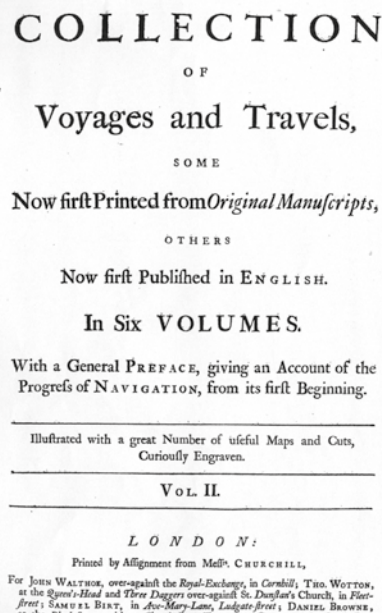 COLLECTION
OF
Voyages and Travels,
SOME
Now firſt Printed from Original Manuſcripts,
OTHERS
Now firſt Publiſhed in ENGLISH.
In Six VOLUMES.
With a General PREFACE, giving an Account of the
Progreſs of NAVIGATION, from its firſt Beginning.
Illuſtrated with a great Number of uſeful Maps and Cuts,
Curiouſly Engraven.
VOL. II.
LONDON:
Printed by Aſſignment from Meſſrs. CHURCHILL,
For JOHN WALTHOE, over-againſt the Royal-Exchange, in Cornhill; THO. WOTTON,
at the Queen's-Head and Three Daggers over-againſt St. Dunſtan's Church, in Fleet-
ſtreet; SAMUEL BIRT, in Ave-Mary-Lane, Ludgate-ſtreet; DANIEL BROWNE,